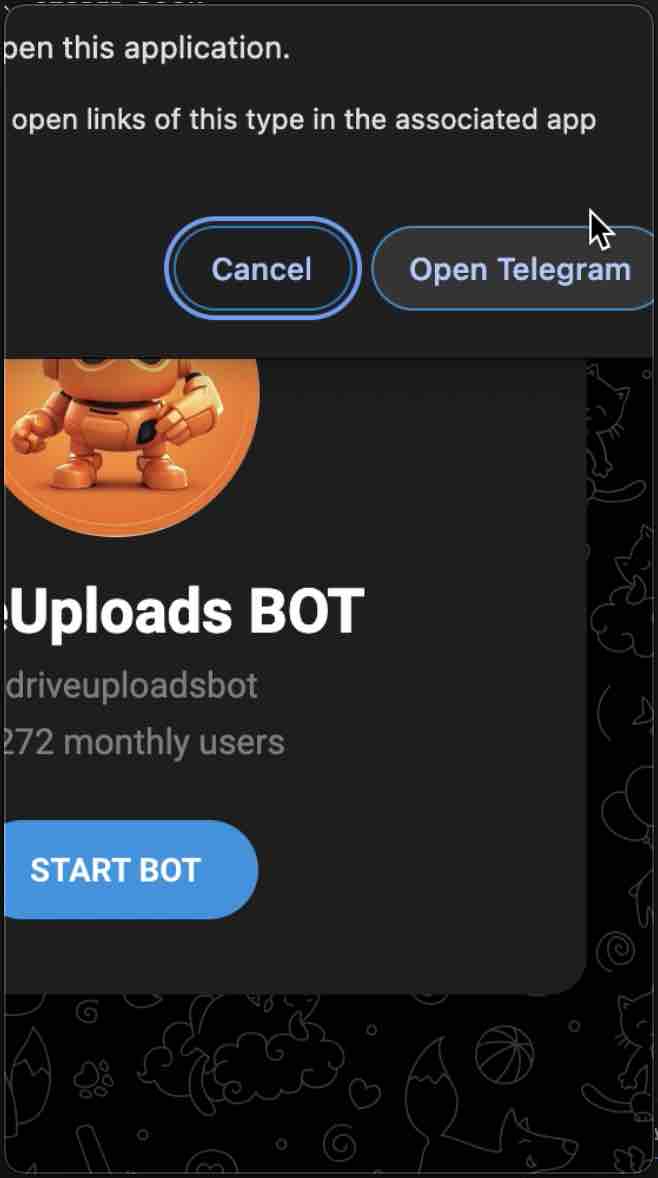 pen this application.
open links of this type in the associated app
Cancel
Open Telegram
eUploads BOT
driveuploadsbot
272 monthly users
START BOT